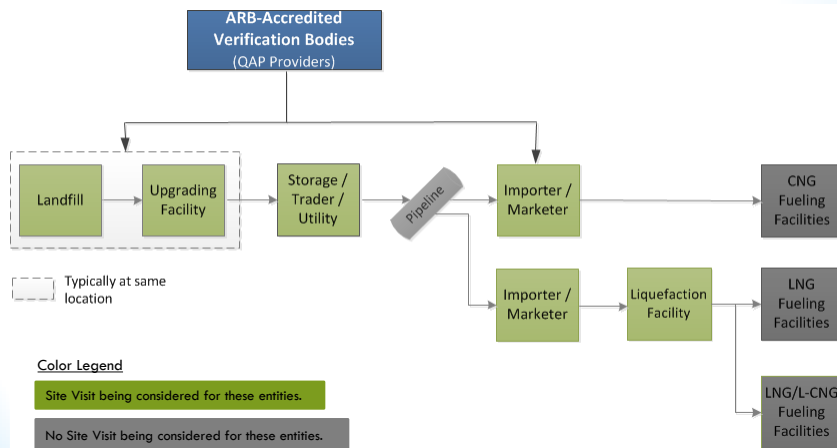 ARB-Accredited
Verification Bodies
(QAP Providers)
Landfill
Upgrading
Facility
Storage /
Trader /
Utility
Pipeline
Importer /
Marketer
CNG
Fueling
Facilities
Typically at same
location
Importer /
Marketer
Liquefaction
Facility
LNG
Fueling
Facilities
Color Legend
Site Visit being considered for these entities.
No Site Visit being considered for these entities.
LNG/L-CNG
Fueling
Facilities